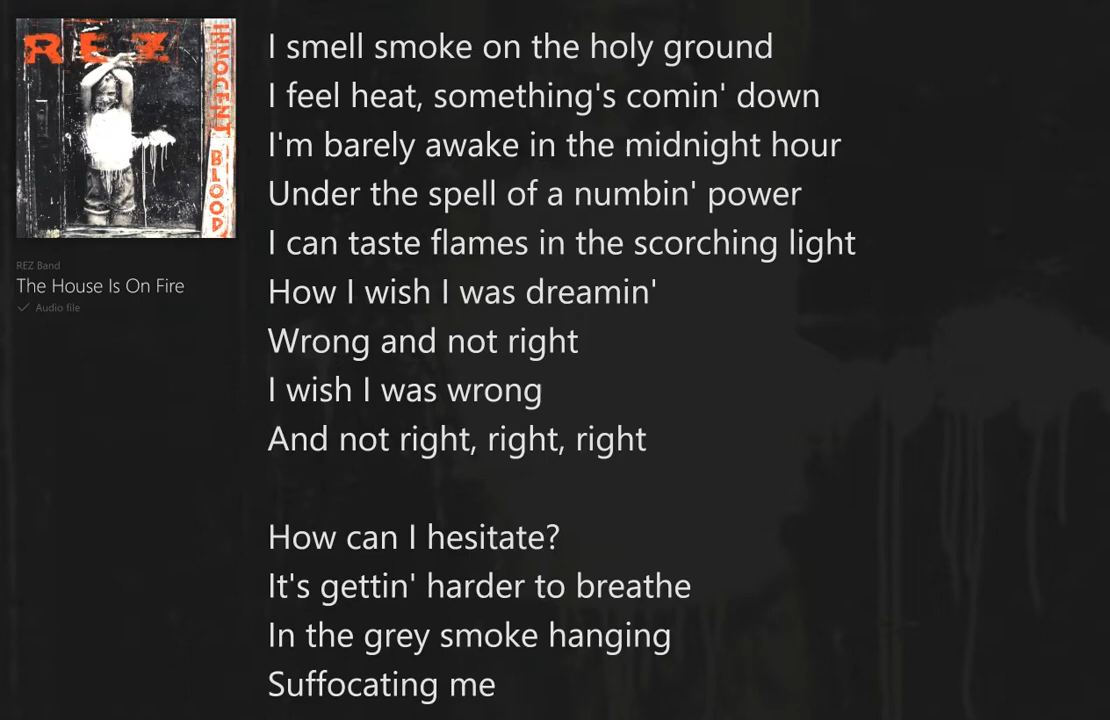 REZ
INNOCENT BLOOD
REZ Band
The House Is On Fire
Audio file
I smell smoke on the holy ground
I feel heat, something's comin' down
I'm barely awake in the midnight hour
Under the spell of a numbin' power
I can taste flames in the scorching light
How I wish I was dreamin'
Wrong and not right
I wish I was wrong
And not right, right, right
How can I hesitate?
It's gettin' harder to breathe
In the grey smoke hanging
Suffocating me